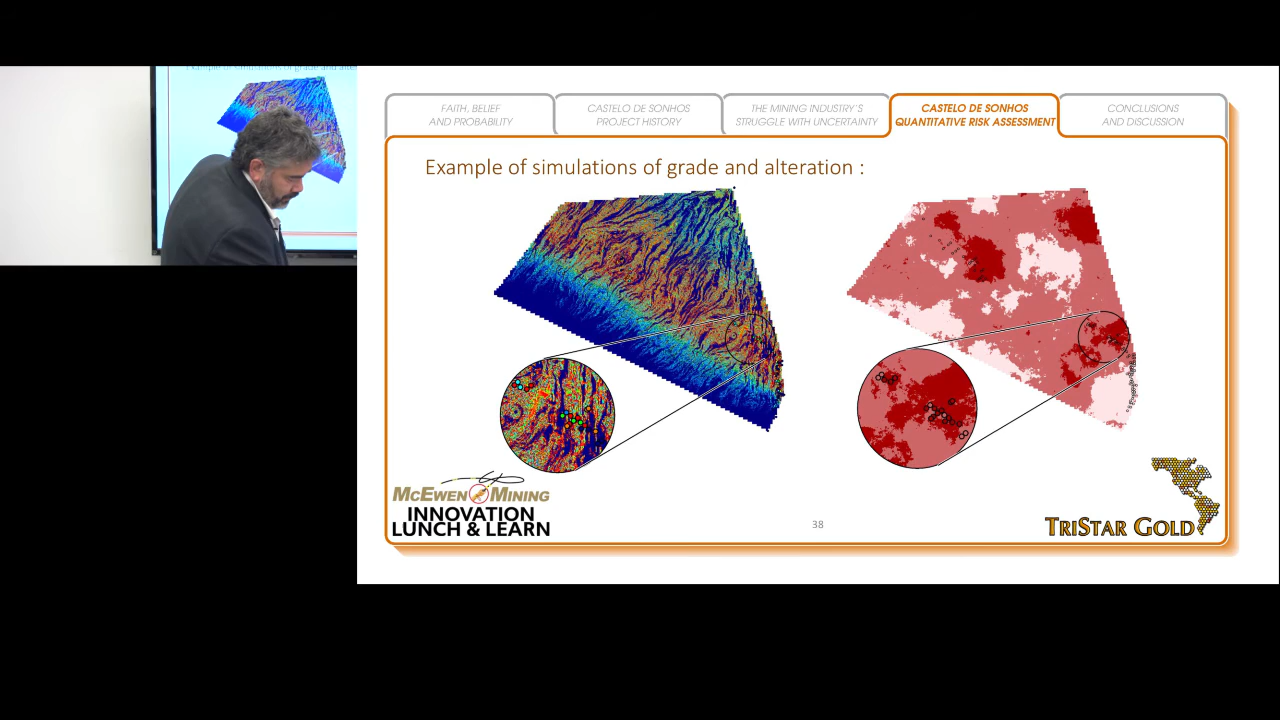 FAITH, BELIEF
AND PROBABILITY
CASTELO DE SONHOS
PROJECT HISTORY
THE MINING INDUSTRY'S
STRUGGLE WITH UNCERTAINTY
CASTELO DE SONHOS
QUANTITATIVE RISK ASSESSMENT
CONCLUSIONS
AND DISCUSSION
Example of simulations of grade and alteration :
MCEWEN MINING
INNOVATION
LUNCH & LEARN
38
TRISTAR GOLD